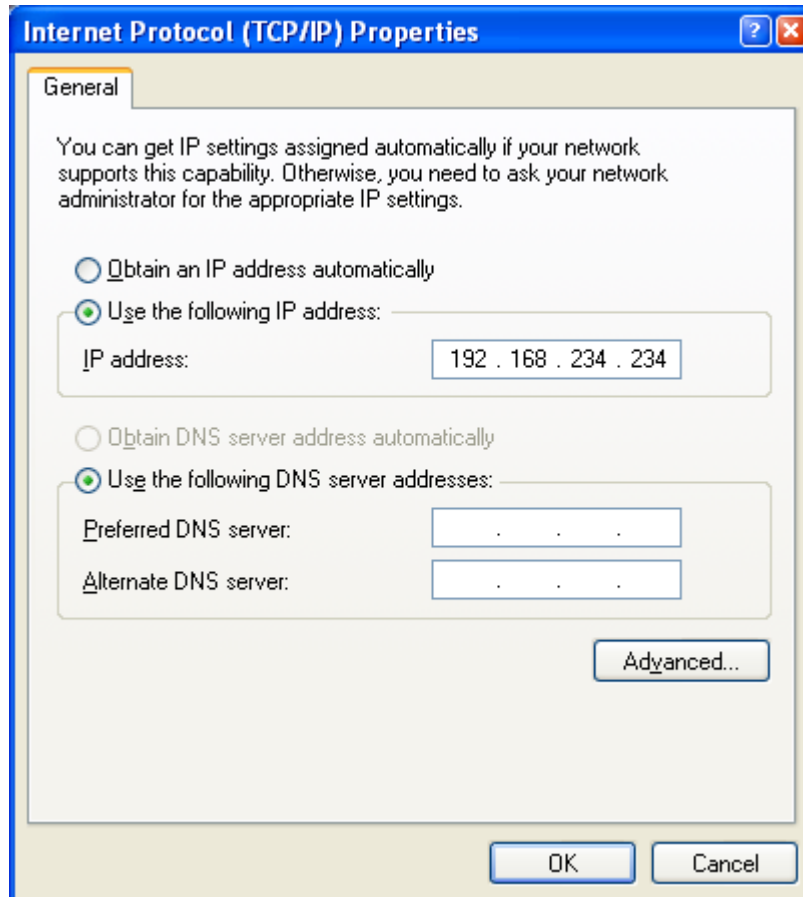 Internet Protocol (TCP/IP) Properties
General
You can get IP settings assigned automatically if your network
supports this capability. Otherwise, you need to ask your network
administrator for the appropriate IP settings.
Obtain an IP address automatically
Use the following IP address:
IP address: 192 . 168 . 234 . 234
Obtain DNS server address automatically
Use the following DNS server addresses:
Preferred DNS server: . . .
Alternate DNS server: . . .
Advanced...
OK Cancel